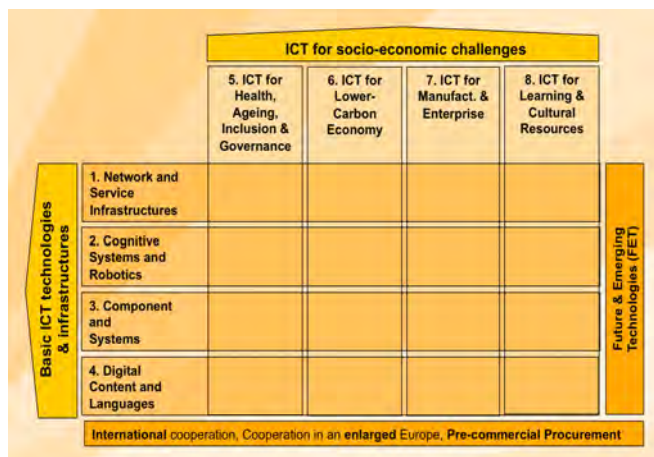 ICT for socio-economic challenges
5. ICT for
Health,
Ageing,
Inclusion &
Governance
6. ICT for
Lower-
Carbon
Economy
7. ICT for
Manufact. &
Enterprise
8. ICT for
Learning &
Cultural
Resources
Basic ICT technologies
& infrastructures
1. Network and
Service
Infrastructures
2. Cognitive
Systems and
Robotics
3. Component
and
Systems
4. Digital
Content and
Languages
Future & Emerging
Technologies (FET)
International cooperation, Cooperation in an enlarged Europe, Pre-commercial Procurement